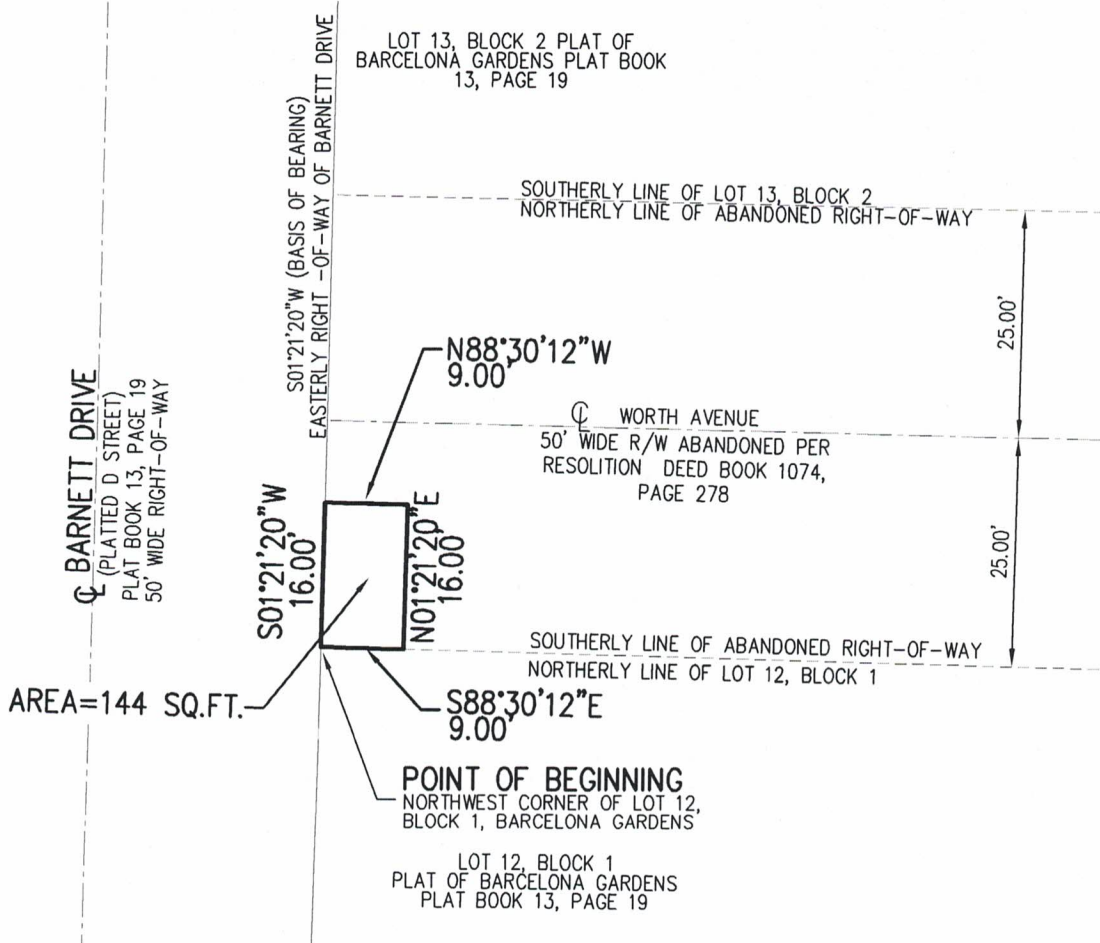 LOT 13, BLOCK 2 PLAT OF
BARCELONA GARDENS PLAT BOOK
13, PAGE 19
S01°21'20"W (BASIS OF BEARING)
EASTERLY RIGHT -OF-WAY OF BARNETT DRIVE
SOUTHERLY LINE OF LOT 13, BLOCK 2
NORTHERLY LINE OF ABANDONED RIGHT-OF-WAY
25.00'
N88°30'12"W
9.00'
℄ WORTH AVENUE
50' WIDE R/W ABANDONED PER
RESOLITION DEED BOOK 1074,
PAGE 278
℄ BARNETT DRIVE
(PLATTED D STREET)
PLAT BOOK 13, PAGE 19
50' WIDE RIGHT-OF-WAY
S01°21'20"W
16.00'
N01°21'20"E
16.00'
25.00'
SOUTHERLY LINE OF ABANDONED RIGHT-OF-WAY
NORTHERLY LINE OF LOT 12, BLOCK 1
AREA=144 SQ.FT.
S88°30'12"E
9.00'
POINT OF BEGINNING
NORTHWEST CORNER OF LOT 12,
BLOCK 1, BARCELONA GARDENS
LOT 12, BLOCK 1
PLAT OF BARCELONA GARDENS
PLAT BOOK 13, PAGE 19